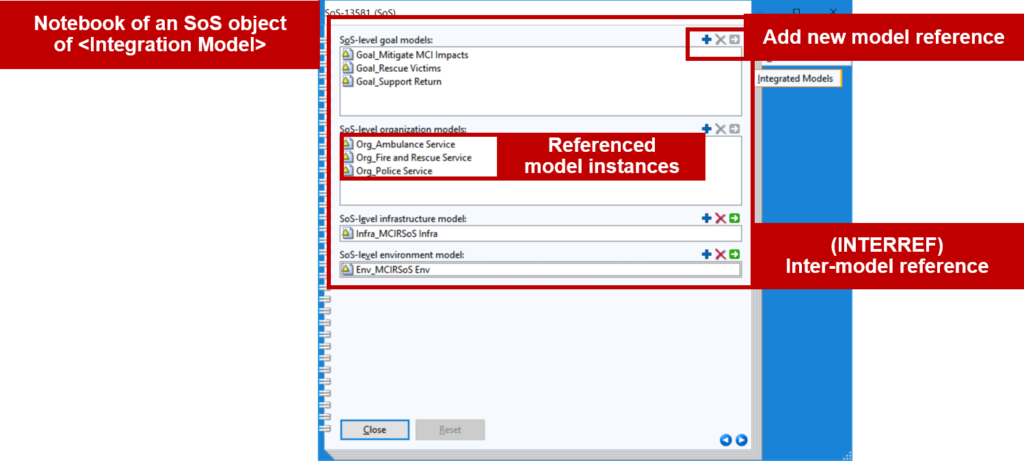 Notebook of an SoS object
of <Integration Model>
SoS-13581 (SoS)
SoS-level goal models:
Goal_Mitigate MCI Impacts
Goal_Rescue Victims
Goal_Support Return
Add new model reference
Integrated Models
SoS-level organization models:
Org_Ambulance Service
Org_Fire and Rescue Service
Org_Police Service
Referenced
model instances
SoS-level infrastructure model:
Infra_MCIRSoS Infra
SoS-level environment model:
Env_MCIRSoS Env
(INTERREF)
Inter-model reference
Close
Reset